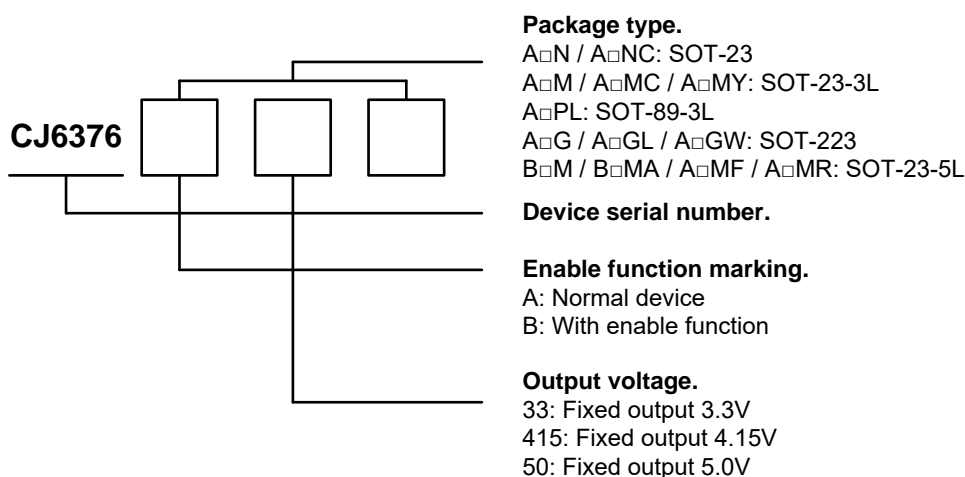 Package type.
A□N / A□NC: SOT-23
A□M / A□MC / A□MY: SOT-23-3L
A□PL: SOT-89-3L
A□G / A□GL / A□GW: SOT-223
B□M / B□MA / A□MF / A□MR: SOT-23-5L
CJ6376
Device serial number.
Enable function marking.
A: Normal device
B: With enable function
Output voltage.
33: Fixed output 3.3V
415: Fixed output 4.15V
50: Fixed output 5.0V